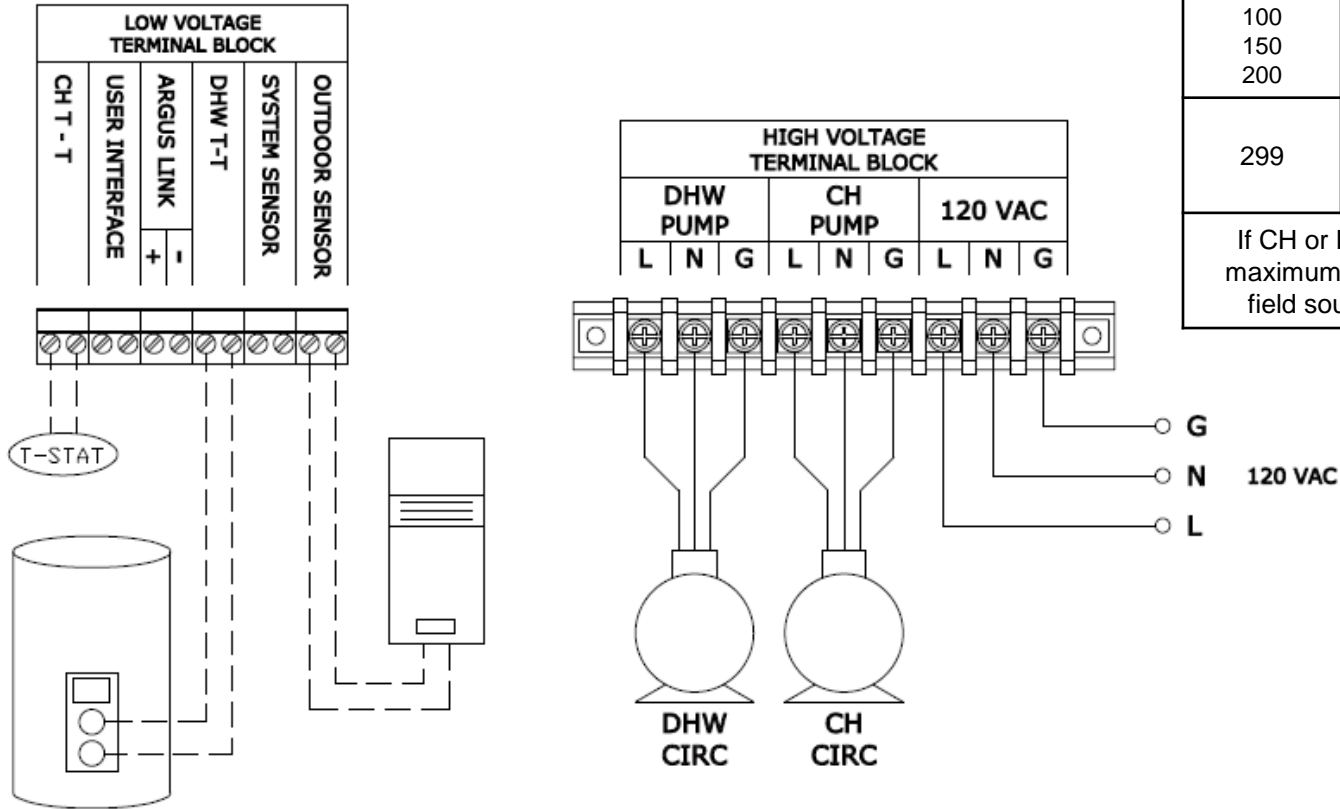 LOW VOLTAGE
TERMINAL BLOCK
CH T - T
USER INTERFACE
ARGUS LINK
+ -
DHW T-T
SYSTEM SENSOR
OUTDOOR SENSOR
T-STAT
HIGH VOLTAGE
TERMINAL BLOCK
DHW
PUMP
CH
PUMP
120 VAC
L N G L N G L N G
G
N 120 VAC
L
DHW
CIRC
CH
CIRC
100
150
200
299
If CH or
maximum
field